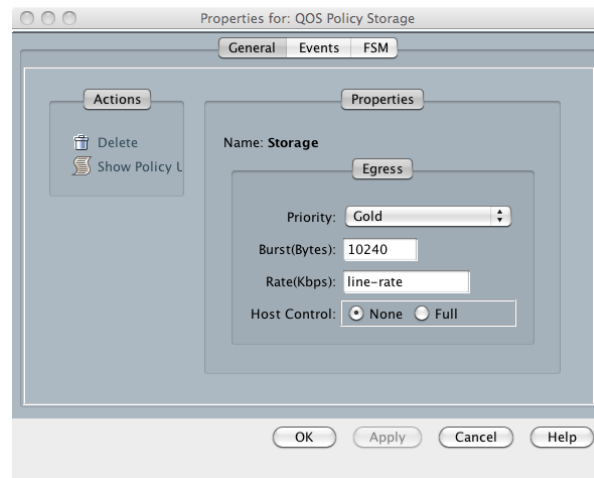 Properties for: QOS Policy Storage
General Events FSM
Actions
Delete
Show Policy U
Properties
Name: Storage
Egress
Priority: Gold
Burst(Bytes): 10240
Rate(Kbps): line-rate
Host Control: None Full
OK Apply Cancel Help